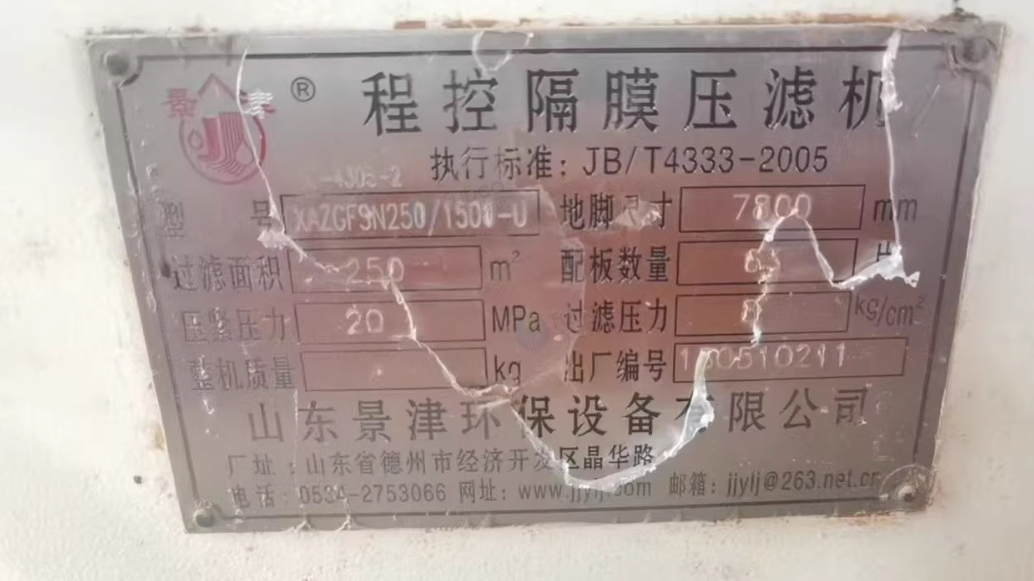 景津® 程控隔膜压滤机
执行标准：JB/T4333-2005
型号 XAZGF9N250/1500-U 地脚尺寸 7800 mm
过滤面积 250 m² 配板数量
压紧压力 20 MPa 过滤压力 8 kg/cm²
整机质量 kg 出厂编号
山东景津环保设备有限公司
厂址：山东省德州市经济开发区晶华路
电话：0534-2753066 网址：www.jjylj.com 邮箱：jjylj@263.net.cn